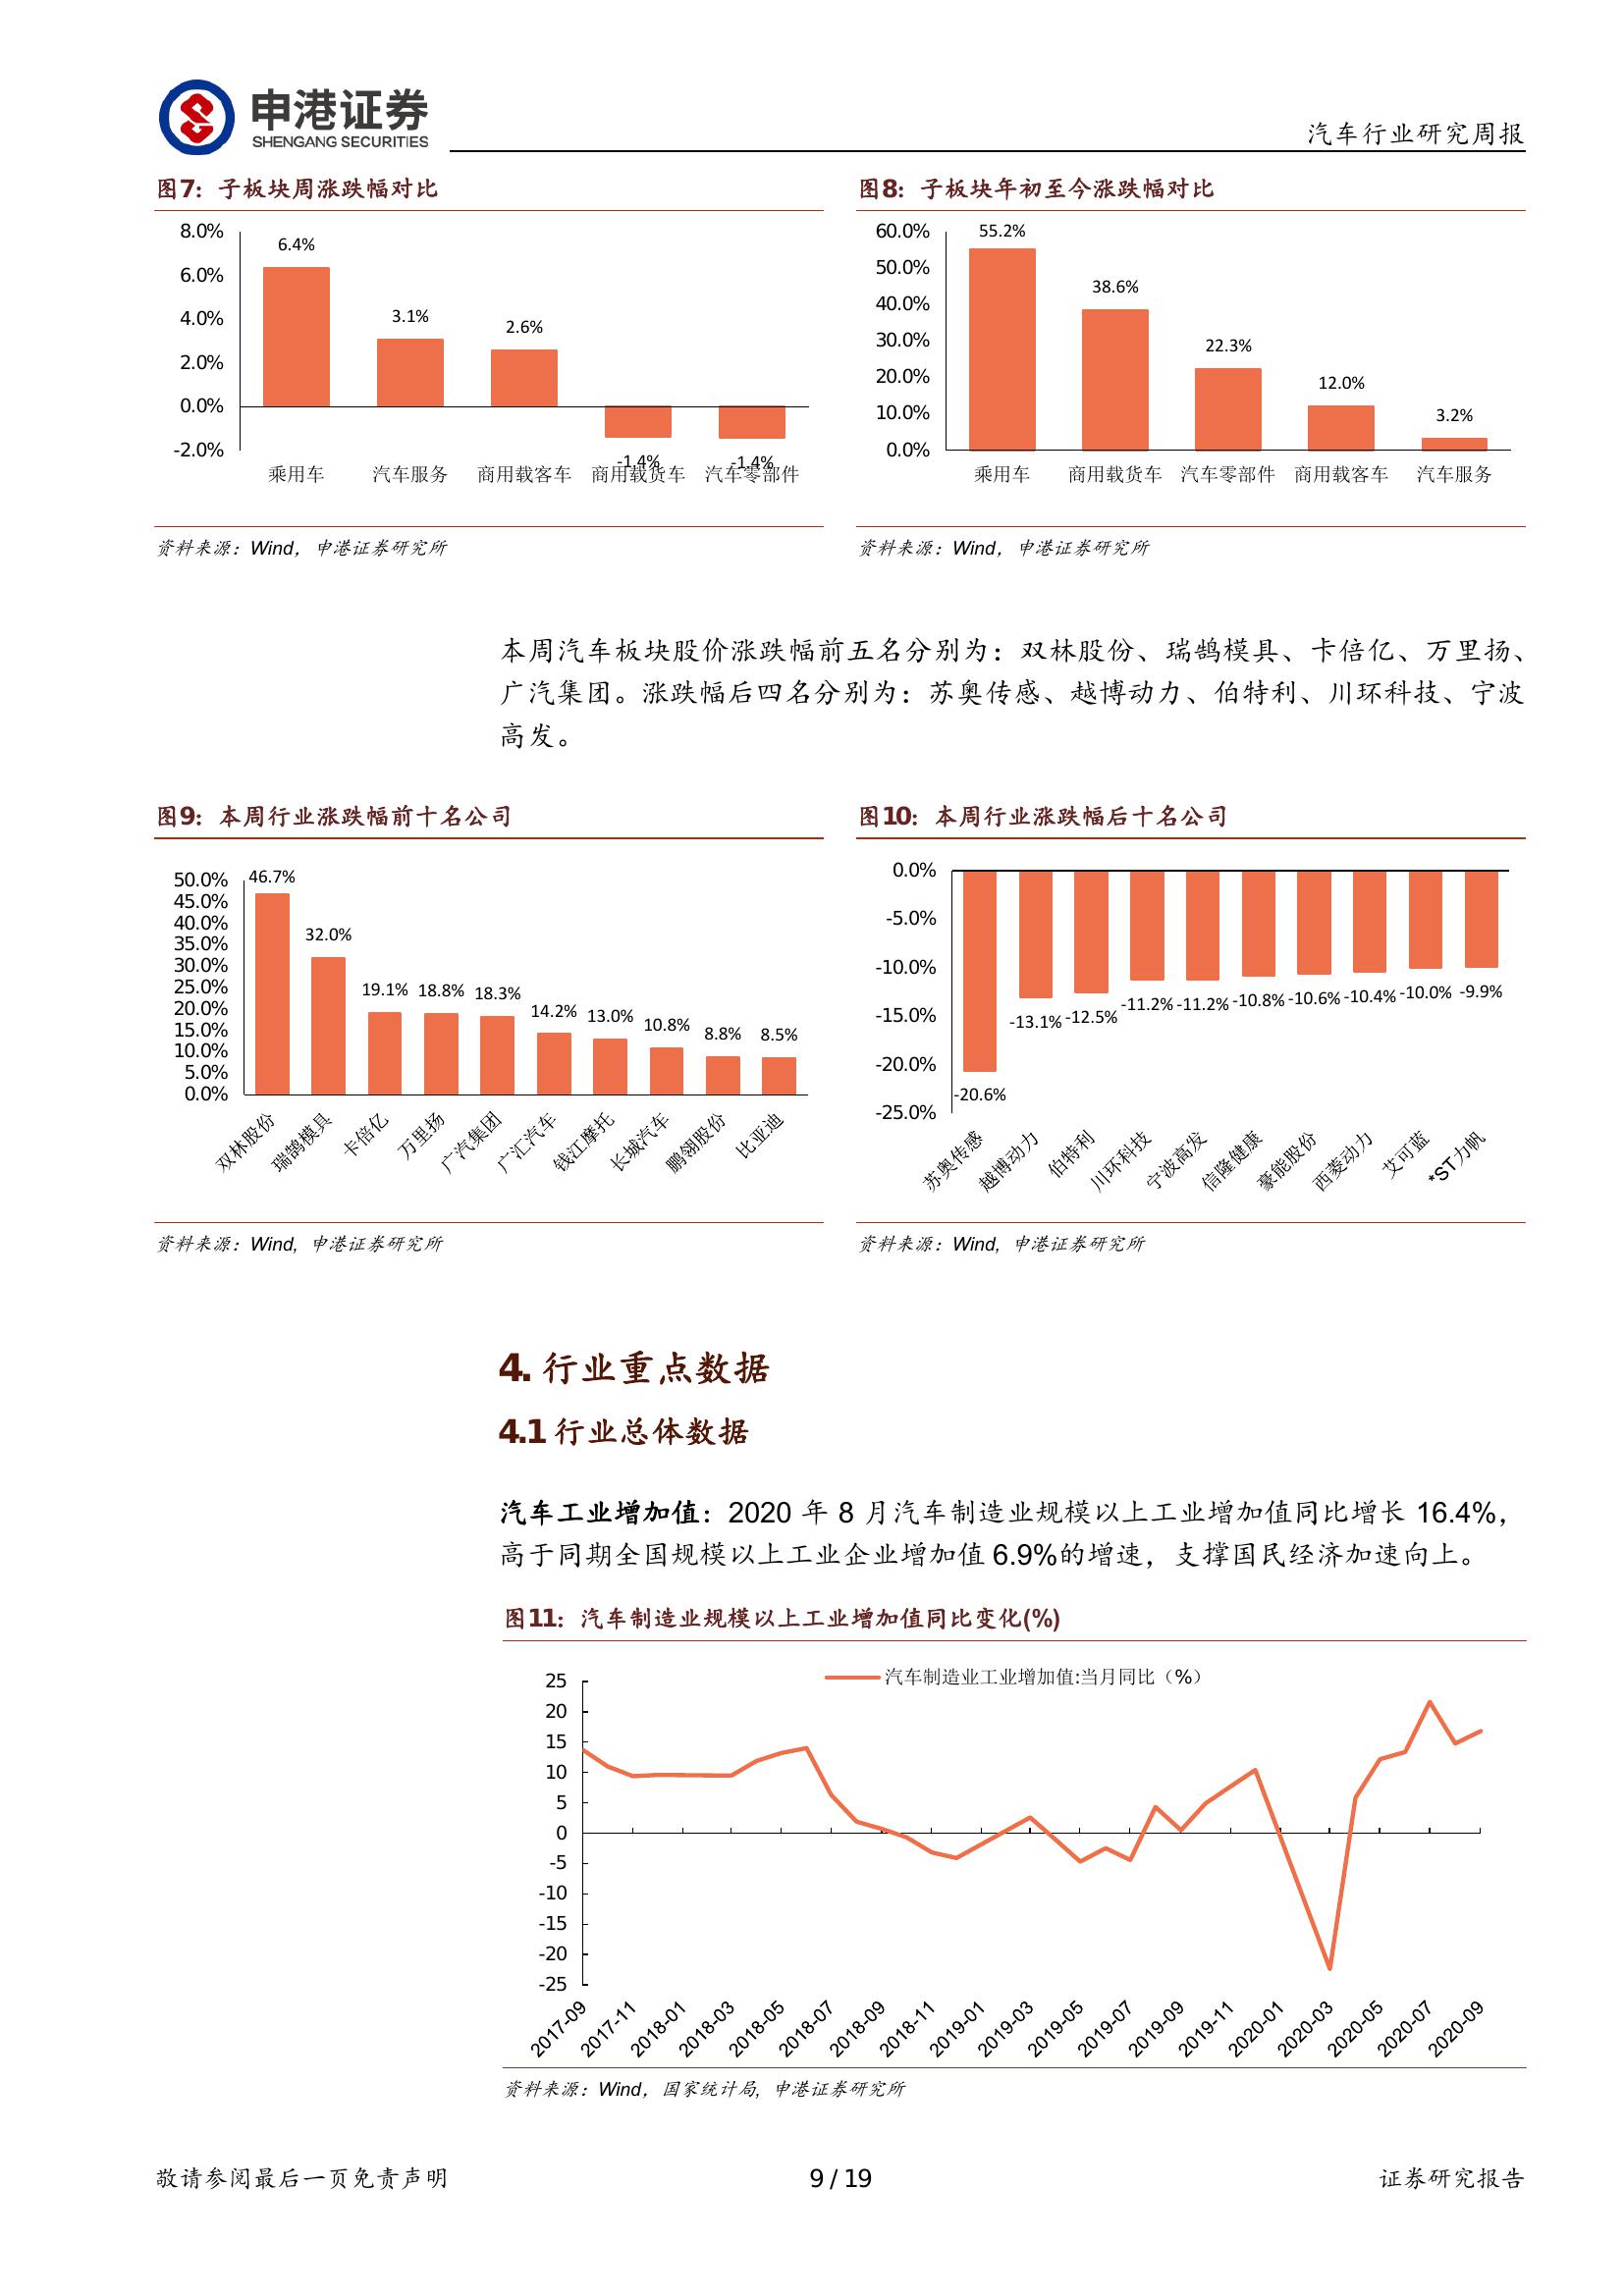 申港证券
SHENGANG SECURITIES
汽车行业研究周报
图7：子板块周涨跌幅对比
8.0%
6.0%
4.0%
2.0%
0.0%
-2.0%
6.4%
3.1%
2.6%
-1.4%
-1.4%
乘用车 汽车服务 商用载客车 商用载货车 汽车零部件
资料来源：Wind，申港证券研究所
图8：子板块年初至今涨跌幅对比
60.0%
50.0%
40.0%
30.0%
20.0%
10.0%
0.0%
55.2%
38.6%
22.3%
12.0%
3.2%
乘用车 商用载货车 汽车零部件 商用载客车 汽车服务
资料来源：Wind，申港证券研究所
本周汽车板块股价涨跌幅前五名分别为：双林股份、瑞鹄模具、卡倍亿、万里扬、
广汽集团。涨跌幅后四名分别为：苏奥传感、越博动力、伯特利、川环科技、宁波
高发。
图9：本周行业涨跌幅前十名公司
50.0%
45.0%
40.0%
35.0%
30.0%
25.0%
20.0%
15.0%
10.0%
5.0%
0.0%
46.7%
32.0%
19.1% 18.8% 18.3%
14.2% 13.0%
10.8%
8.8% 8.5%
双林股份 瑞鹄模具 卡倍亿 万里扬 广汽集团 广汇汽车 钱江摩托 长城汽车 鹏翎股份 比亚迪
资料来源：Wind，申港证券研究所
图10：本周行业涨跌幅后十名公司
0.0%
-5.0%
-10.0%
-15.0%
-20.0%
-25.0%
-20.6%
-13.1% -12.5%
-11.2% -11.2% -10.8% -10.6% -10.4% -10.0% -9.9%
苏奥传感 越博动力 伯特利 川环科技 宁波高发 信隆健康 豪能股份 西菱动力 艾可蓝 *ST力帆
资料来源：Wind，申港证券研究所
4. 行业重点数据
4.1 行业总体数据
汽车工业增加值：2020 年 8 月汽车制造业规模以上工业增加值同比增长 16.4%，
高于同期全国规模以上工业企业增加值 6.9%的增速，支撑国民经济加速向上。
图11：汽车制造业规模以上工业增加值同比变化(%)
汽车制造业工业增加值:当月同比（%）
25
20
15
10
5
0
-5
-10
-15
-20
-25
2017-09 2017-11 2018-01 2018-03 2018-05 2018-07 2018-09 2018-11 2019-01 2019-03 2019-05 2019-07 2019-09 2019-11 2020-01 2020-03 2020-05 2020-07 2020-09
资料来源：Wind，国家统计局，申港证券研究所
敬请参阅最后一页免责声明
9 / 19
证券研究报告